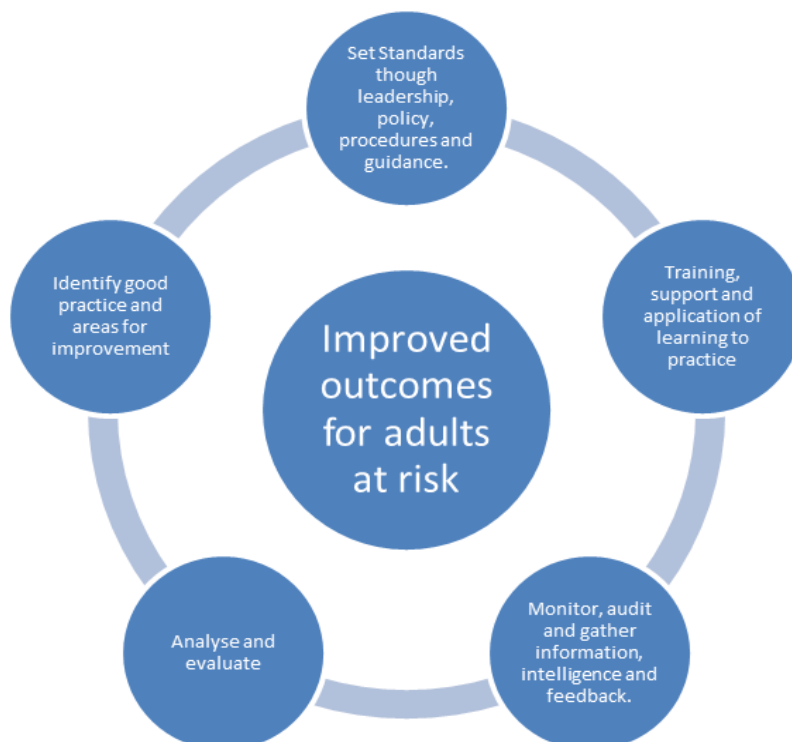 Set Standards
though
leadership,
policy,
procedures and
guidance.
Training,
support and
application of
learning to
practice
Monitor, audit
and gather
information,
intelligence and
feedback.
Analyse and
evaluate
Identify good
practice and
areas for
improvement
Improved
outcomes
for adults
at risk